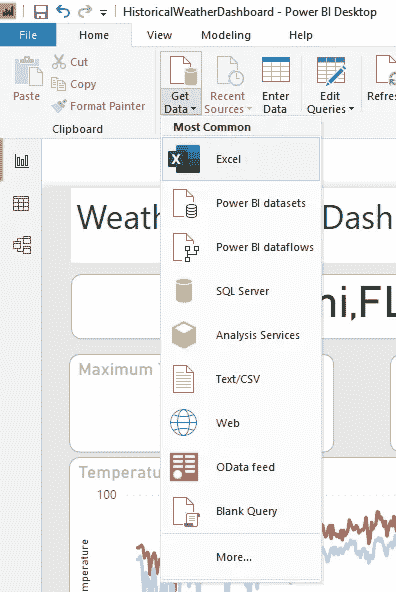 HistoricalWeatherDashboard - Power BI Desktop
File Home View Modeling Help
Cut
Copy
Format Painter
Paste
Clipboard
Get Data
Recent Sources
Enter Data
Edit Queries
Refre
Most Common
Excel
Power BI datasets
Power BI dataflows
SQL Server
Analysis Services
Text/CSV
Web
OData feed
Blank Query
More...
Weath Dash
ni,FL
Maximum
Temperatu
100
mperature